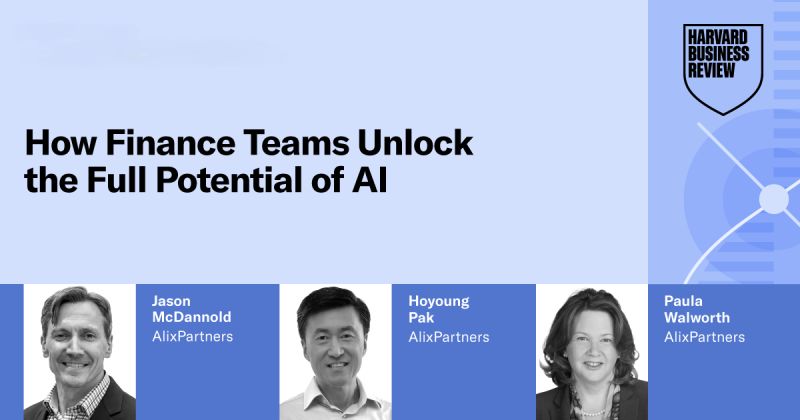 HARVARD
BUSINESS
REVIEW
How Finance Teams Unlock
the Full Potential of AI
Jason
McDannold
AlixPartners
Hoyoung
Pak
AlixPartners
Paula
Walworth
AlixPartners